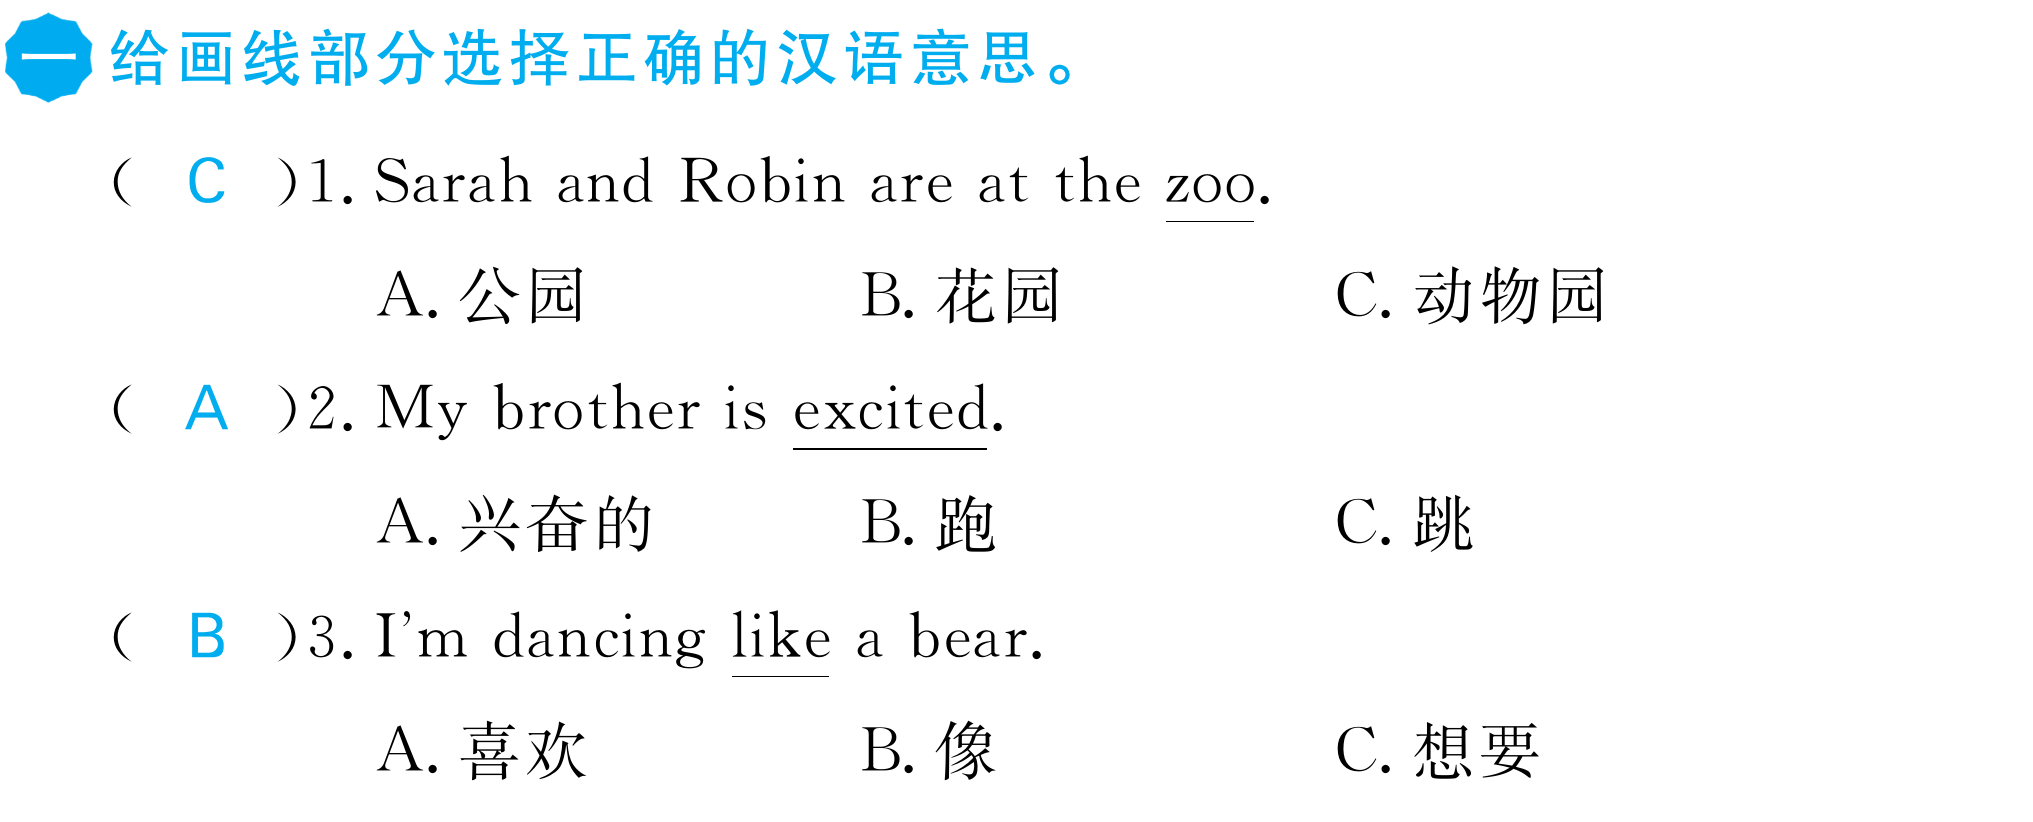 一 给画线部分选择正确的汉语意思。
( C )1. Sarah and Robin are at the zoo.
A. 公园 B. 花园 C. 动物园
( A )2. My brother is excited.
A. 兴奋的 B. 跑 C. 跳
( B )3. I'm dancing like a bear.
A. 喜欢 B. 像 C. 想要